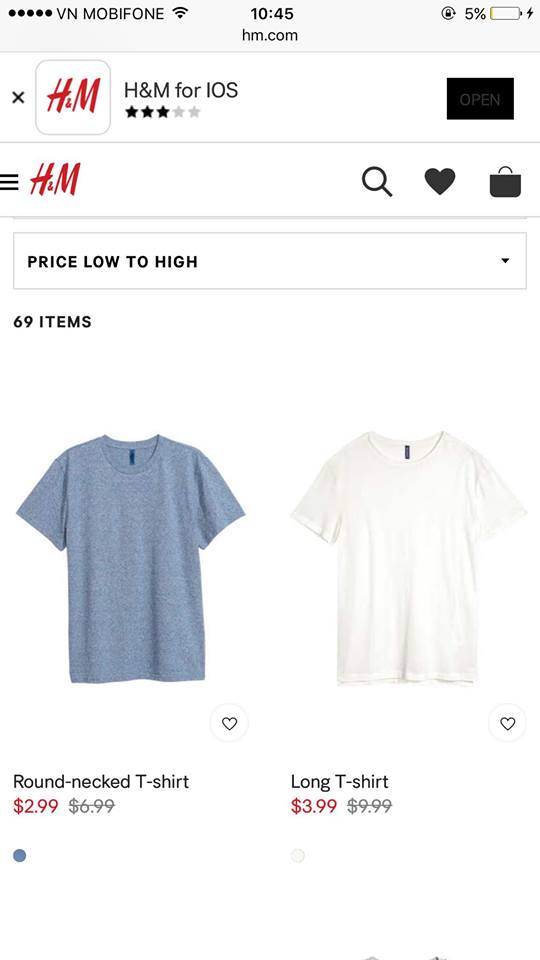 VN MOBIFONE 10:45 5%
hm.com
H&M H&M for IOS
OPEN
H&M
PRICE LOW TO HIGH
69 ITEMS
Round-necked T-shirt Long T-shirt
$2.99 $6.99 $3.99 $9.99